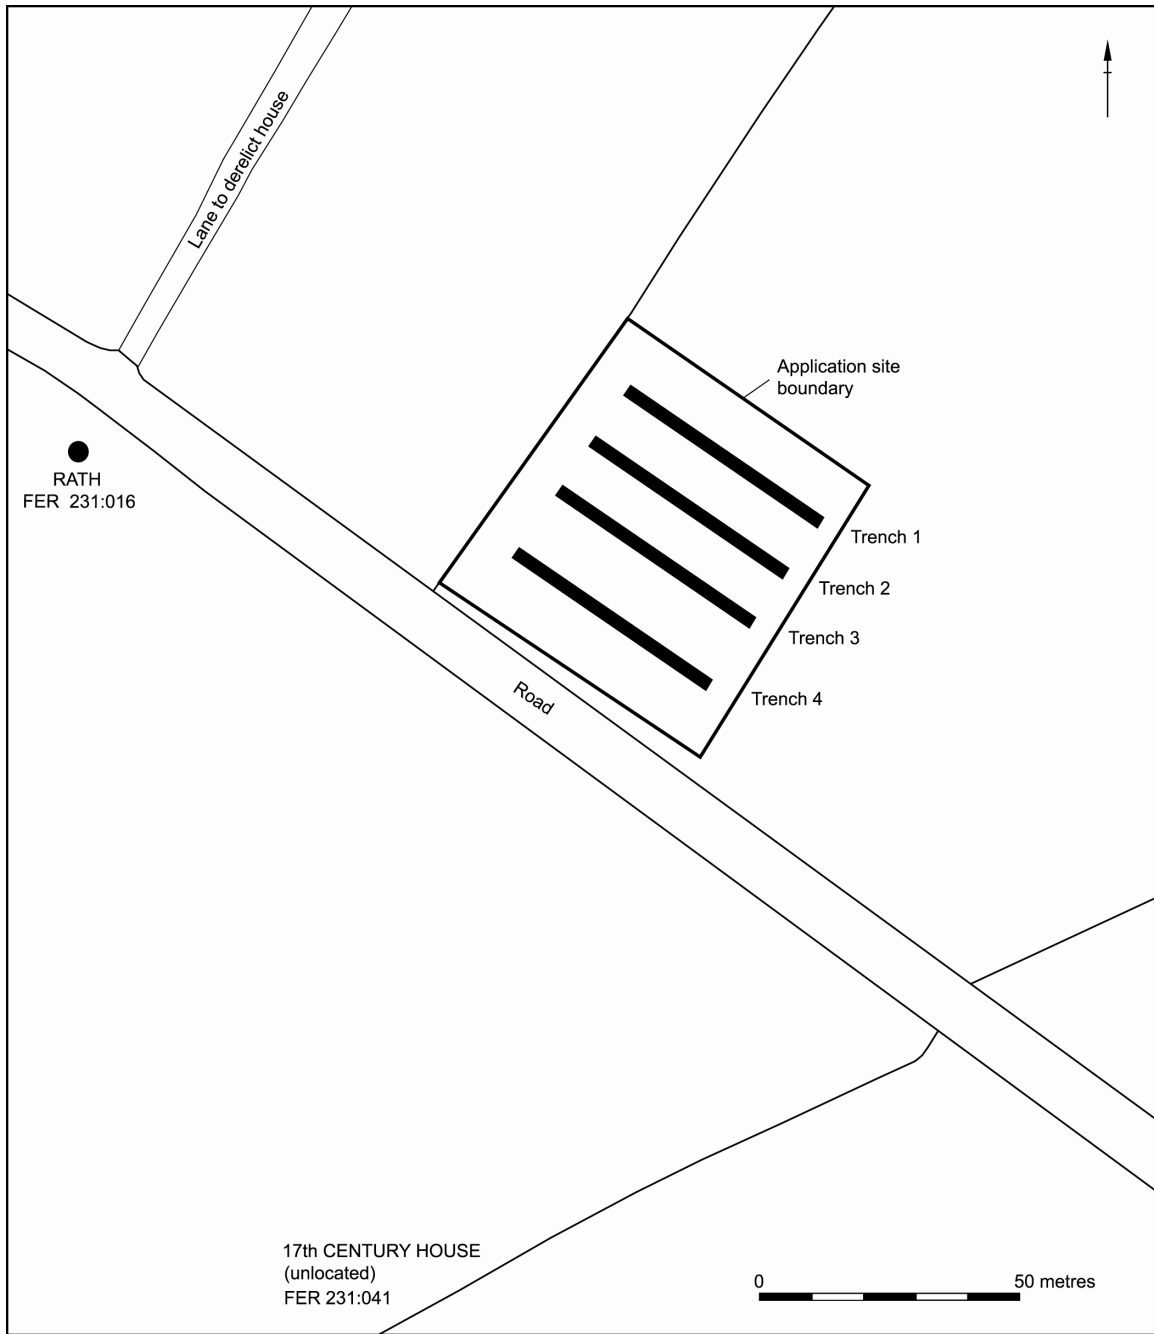 Lane to derelict house
Application site
boundary
RATH
FER 231:016
Trench 1
Trench 2
Trench 3
Trench 4
Road
17th CENTURY HOUSE
(unlocated)
FER 231:041
0 50 metres